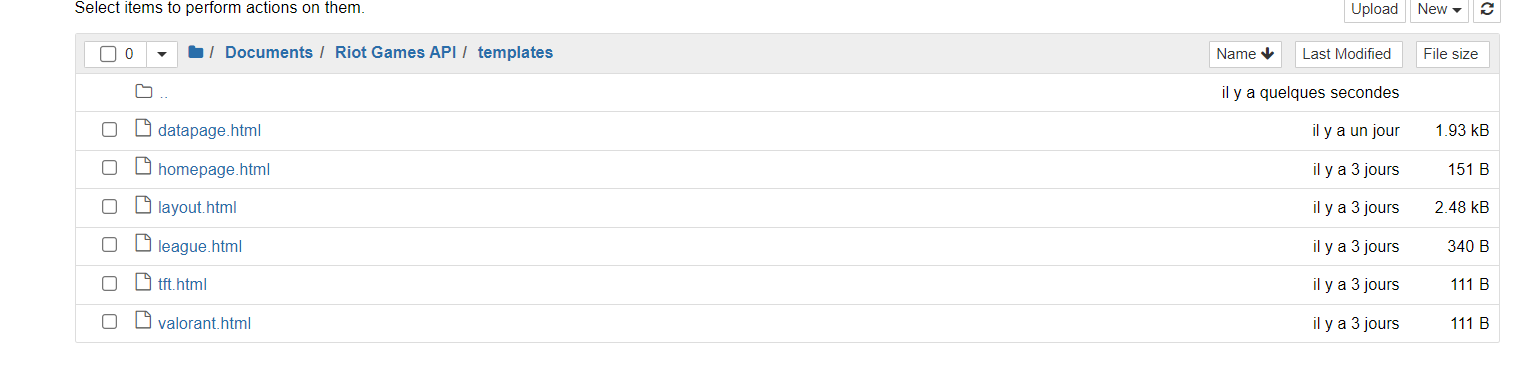 Select items to perform actions on them.
Upload New
0 / Documents / Riot Games API / templates Name Last Modified File size
.. il y a quelques secondes
datapage.html il y a un jour 1.93 kB
homepage.html il y a 3 jours 151 B
layout.html il y a 3 jours 2.48 kB
league.html il y a 3 jours 340 B
tft.html il y a 3 jours 111 B
valorant.html il y a 3 jours 111 B